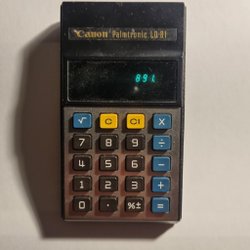 Canon Palmtronic LD-81
891.
√ C CI X
7 8 9 ÷
4 5 6 -
1 2 3 +
0 . %± =